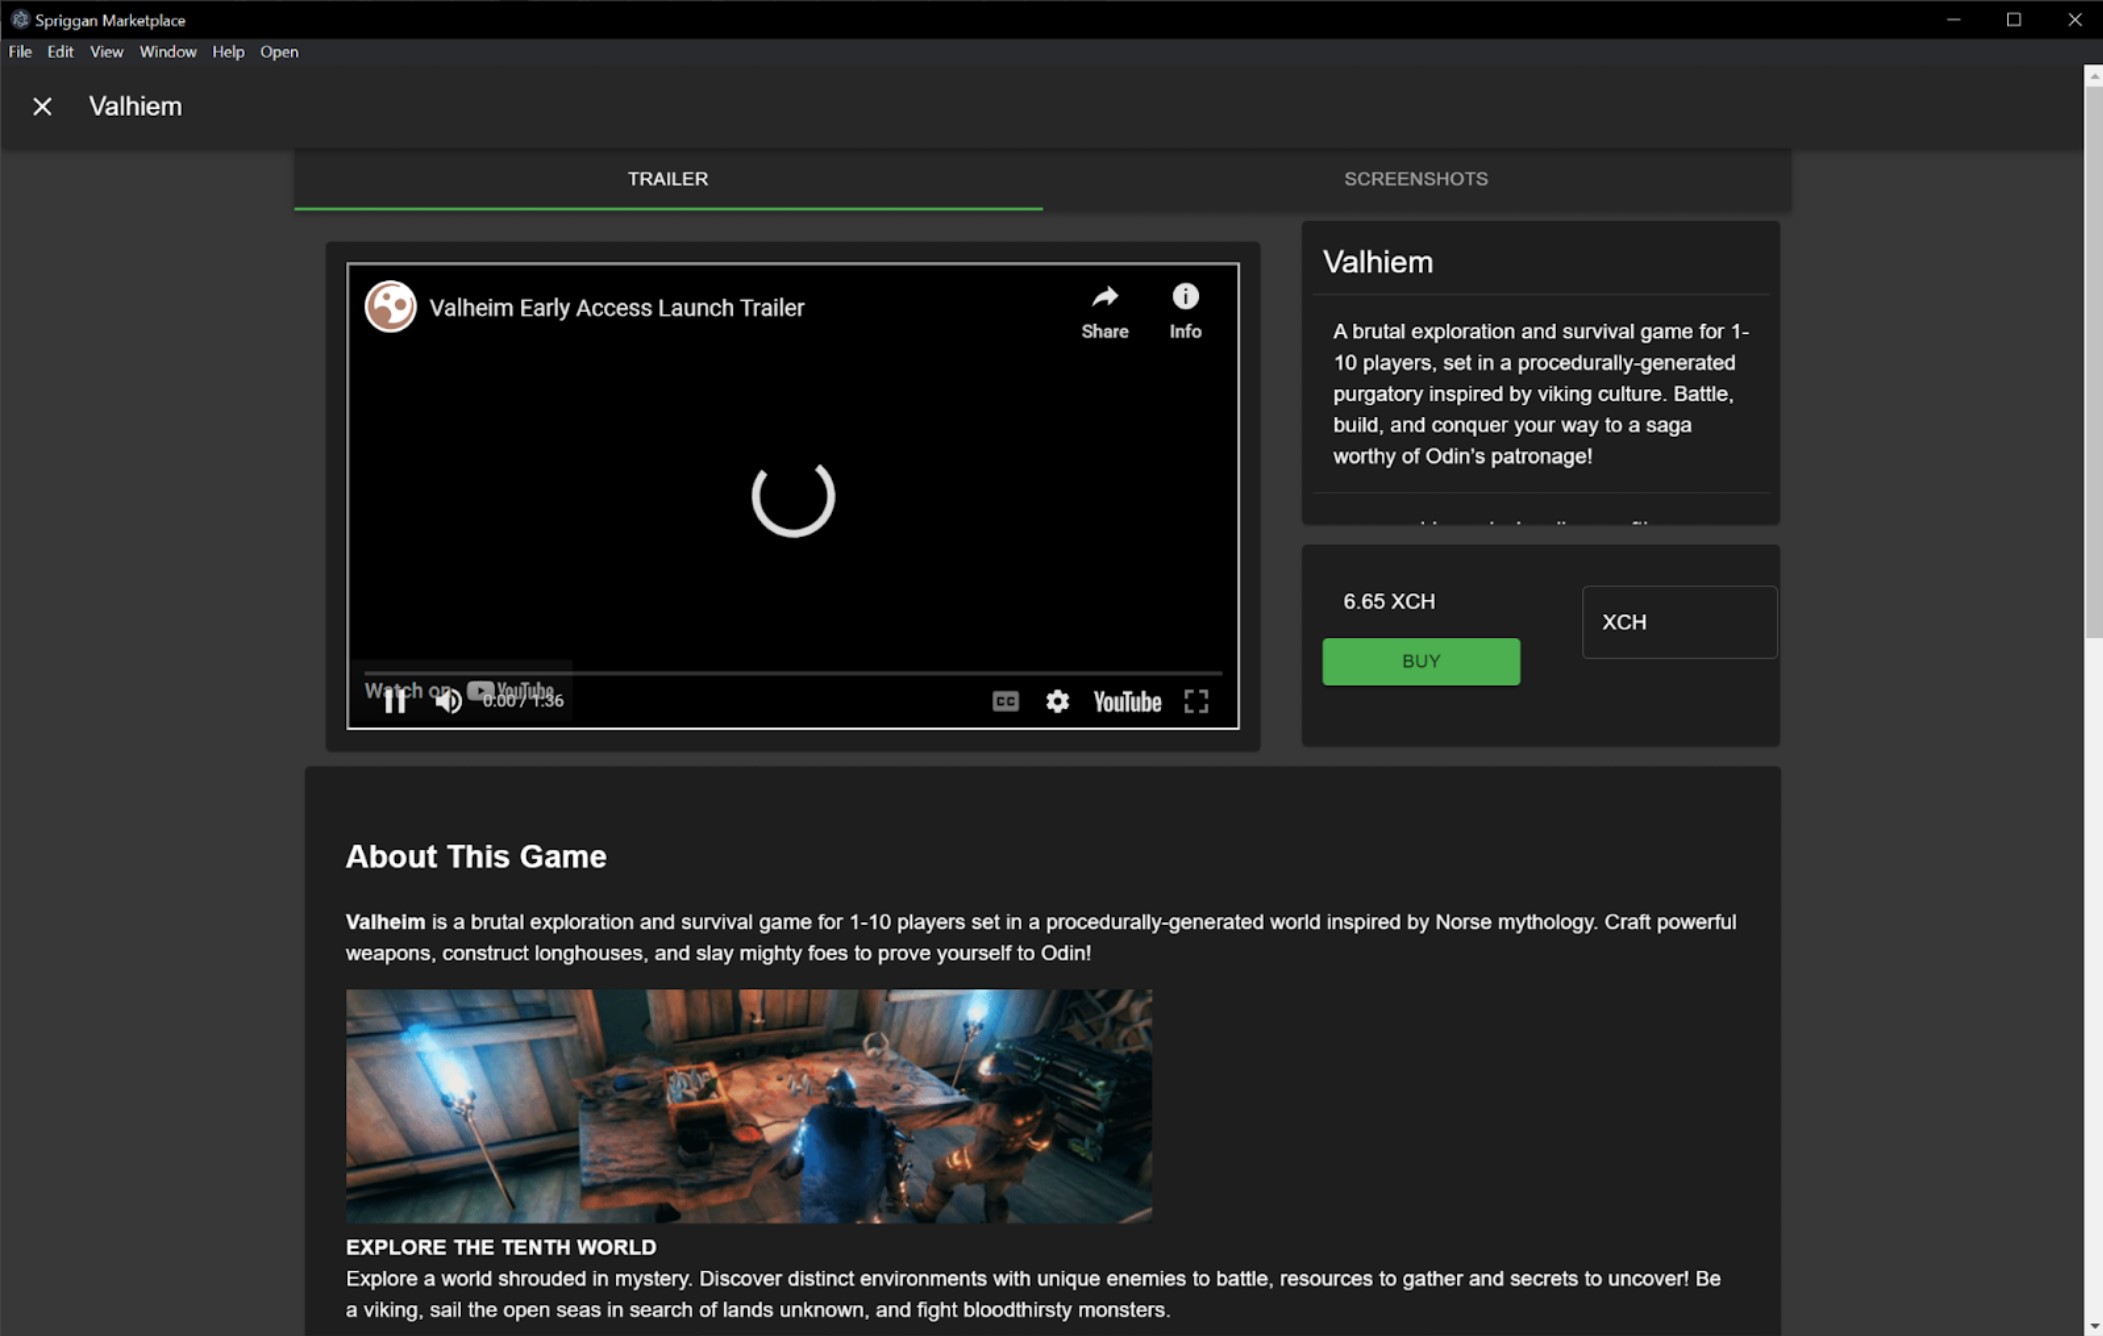 Spriggan Marketplace
File Edit View Window Help Open
Valhiem
TRAILER
SCREENSHOTS
Valheim Early Access Launch Trailer
Share
Info
Watch on YouTube
0:00 / 1:36
CC
YouTube
Valhiem
A brutal exploration and survival game for 1-
10 players, set in a procedurally-generated
purgatory inspired by viking culture. Battle,
build, and conquer your way to a saga
worthy of Odin's patronage!
6.65 XCH
XCH
BUY
About This Game
Valheim is a brutal exploration and survival game for 1-10 players set in a procedurally-generated world inspired by Norse mythology. Craft powerful
weapons, construct longhouses, and slay mighty foes to prove yourself to Odin!
EXPLORE THE TENTH WORLD
Explore a world shrouded in mystery. Discover distinct environments with unique enemies to battle, resources to gather and secrets to uncover! Be
a viking, sail the open seas in search of lands unknown, and fight bloodthirsty monsters.